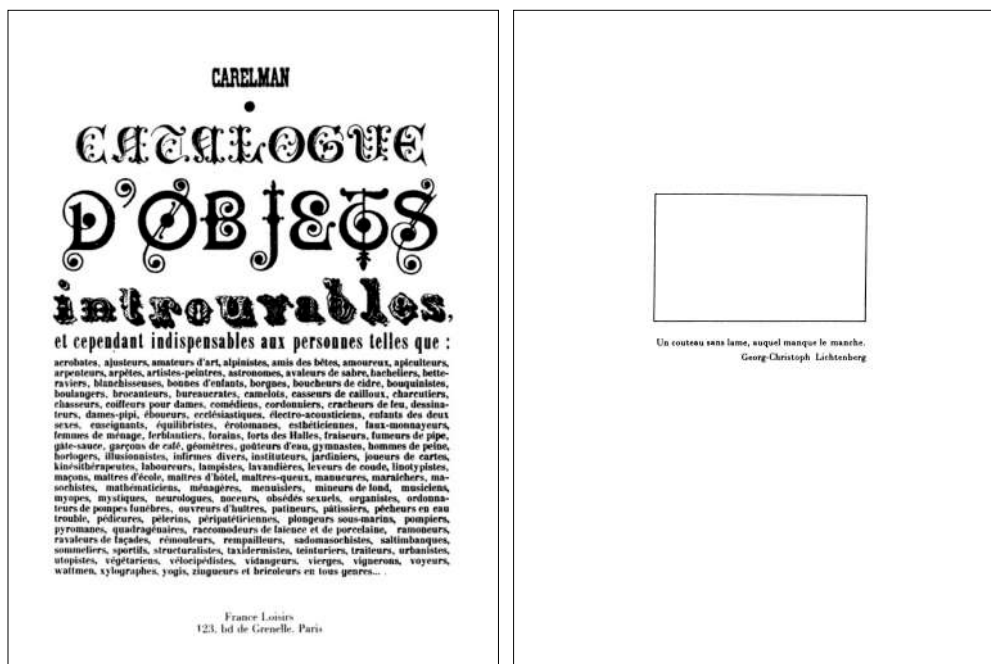 CARELMAN
CATALOGUE
D'OBJETS
introuvables,
et cependant indispensables aux personnes telles que :
acrobates, ajusteurs, amateurs d'art, alpinistes, amis des bêtes, amoureux, apiculteurs,
arpenteurs, arpètes, artistes-peintres, astronomes, avaleurs de sabre, bacheliers, bette-
raviers, blanchisseuses, bonnes d'enfants, borgnes, boucheurs de cidre, bouquinistes,
boulangers, brocanteurs, bureaucrates, camelots, casseurs de cailloux, charcutiers,
chasseurs, coiffeurs pour dames, comédiens, cordonniers, cracheurs de feu, dessina-
teurs, dames-pipi, éboueurs, ecclésiastiques, électro-acousticiens, enfants des deux
sexes, enseignants, équilibristes, érotomanes, esthéticiennes, faux-monnayeurs,
femmes de ménage, ferblantiers, forains, forts des Halles, fraiseurs, fumeurs de pipe,
gâte-sauce, garçons de café, géomètres, goûteurs d'eau, gymnastes, hommes de peine,
horlogers, illusionnistes, infirmes divers, instituteurs, jardiniers, joueurs de cartes,
kinésithérapeutes, laboureurs, lampistes, lavandières, leveurs de coude, linotypistes,
maçons, maîtres d'école, maîtres d'hôtel, maîtres-queux, manucures, maraîchers, ma-
sochistes, mathématiciens, ménagères, menuisiers, mineurs de fond, musiciens,
myopes, mystiques, neurologues, noceurs, obsédés sexuels, organistes, ordonna-
teurs de pompes funèbres, ouvreurs d'huîtres, patineurs, pâtissiers, pêcheurs en eau
trouble, pédicures, pèlerins, péripatéticiennes, plongeurs sous-marins, pompiers,
pyromanes, quadragénaires, raccomodeurs de faïence et de porcelaine, ramoneurs,
ravaleurs de façades, rémouleurs, rempailleurs, sadomasochistes, saltimbanques,
sommeliers, sportifs, structuralistes, taxidermistes, teinturiers, traiteurs, urbanistes,
utopistes, végétariens, vélocipédistes, vidangeurs, vierges, vignerons, voyeurs,
wattmen, xylographes, yogis, zingueurs et bricoleurs en tous genres... .
France Loisirs
123, bd de Grenelle, Paris
Un couteau sans lame, auquel manque le manche.
Georg-Christoph Lichtenberg